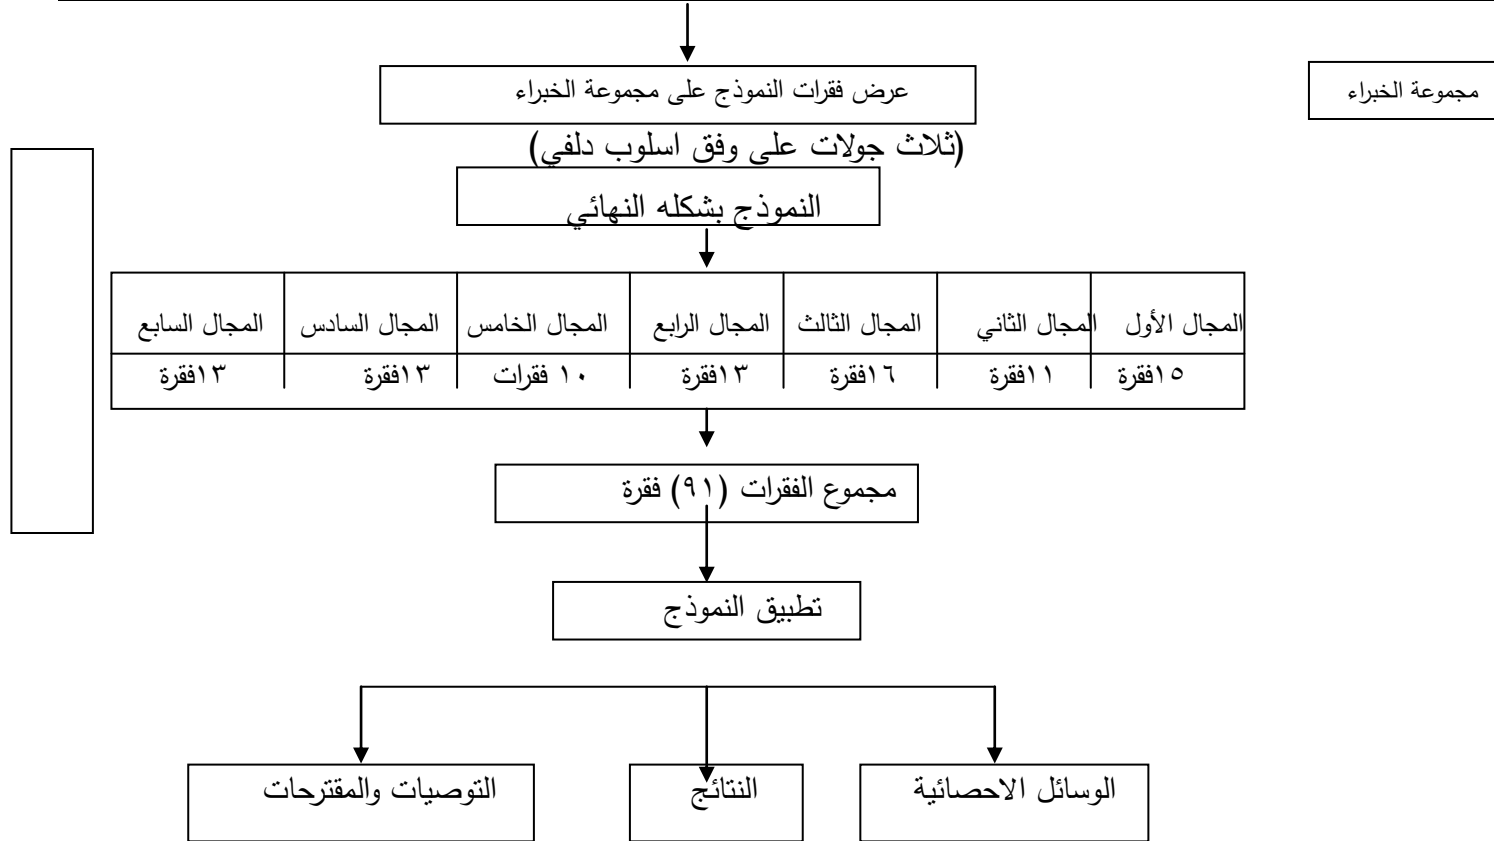 عرض فقرات النموذج على مجموعة الخبراء
مجموعة الخبراء
(ثلاث جولات على وفق اسلوب دلفي)
النموذج بشكله النهائي
المجال الأول المجال الثاني المجال الثالث المجال الرابع المجال الخامس المجال السادس المجال السابع
١٥فقرة ١١فقرة ١٦فقرة ١٣فقرة ١٠ فقرات ١٣فقرة ١٣فقرة
مجموع الفقرات (٩١) فقرة
تطبيق النموذج
الوسائل الاحصائية النتائج التوصيات والمقترحات